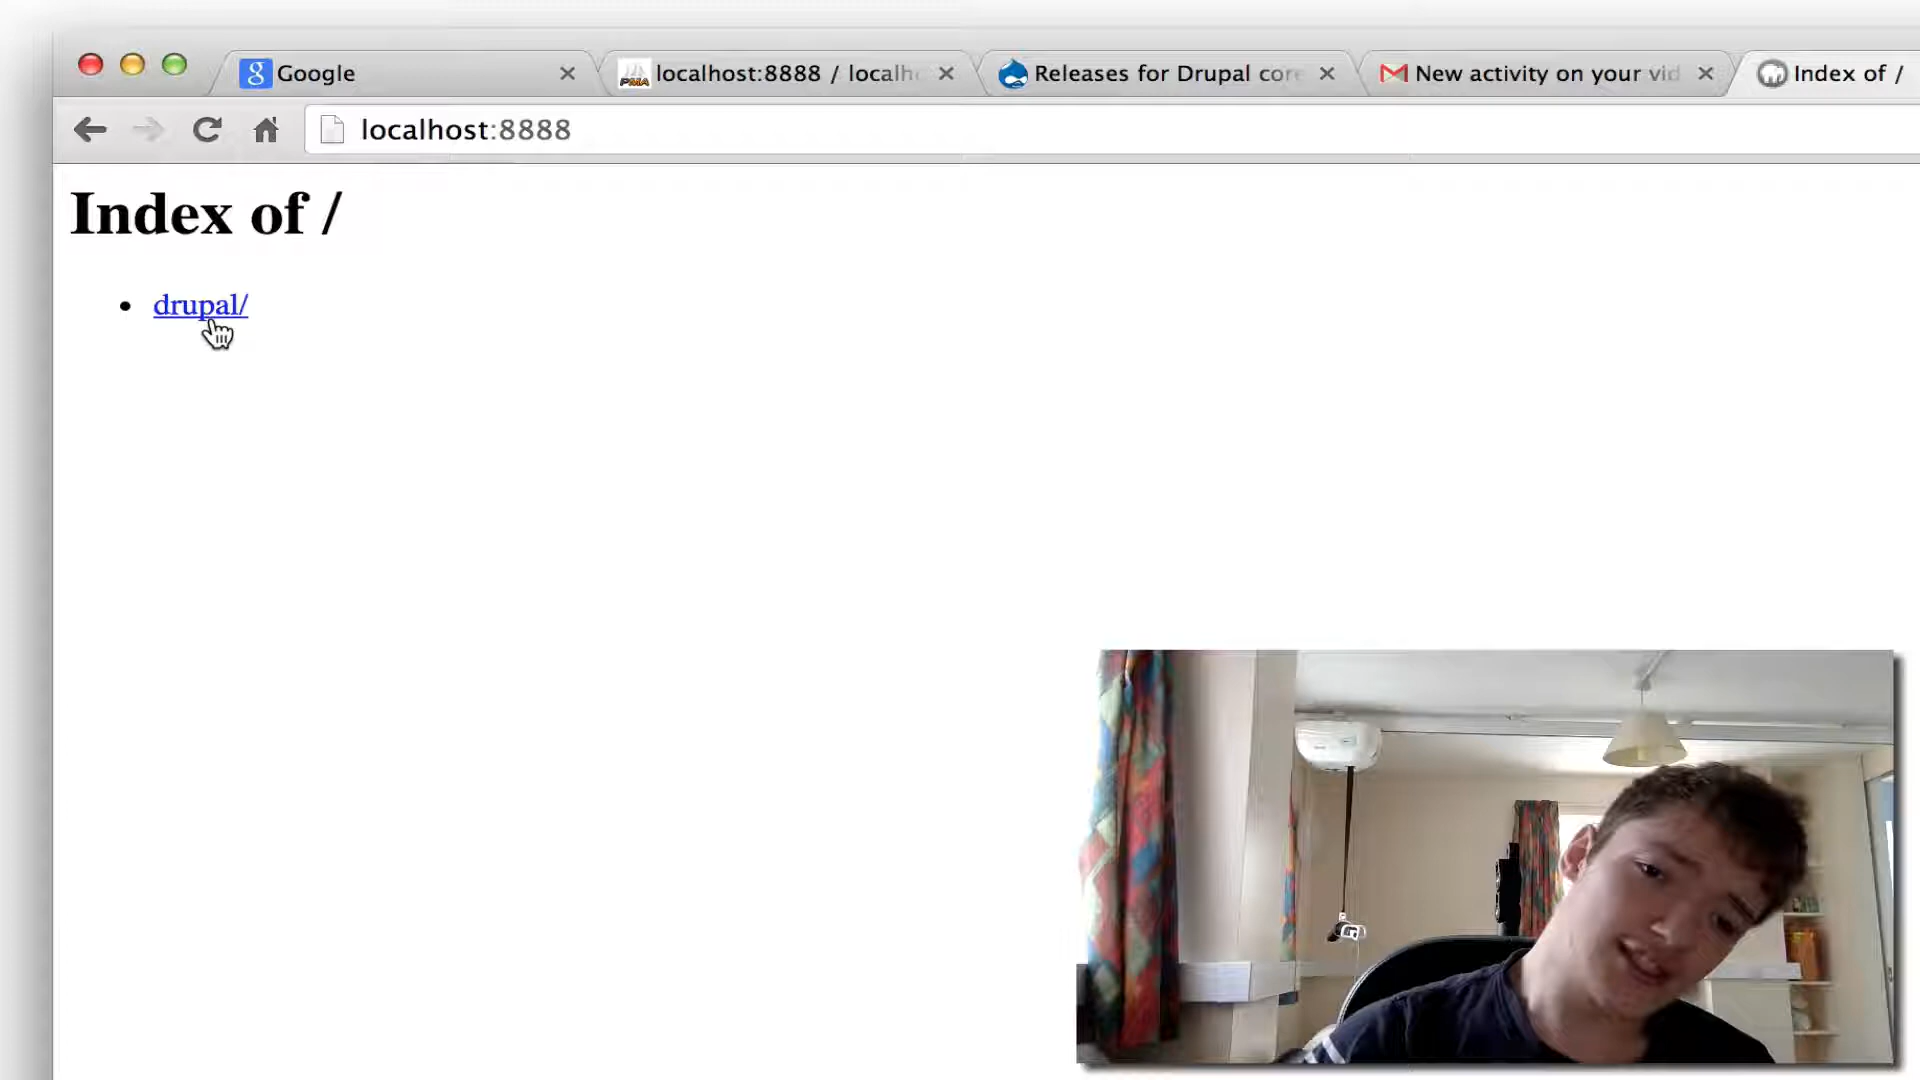 Google
localhost:8888 / localh
Releases for Drupal core
New activity on your vid
Index of /
localhost:8888
Index of /
drupal/